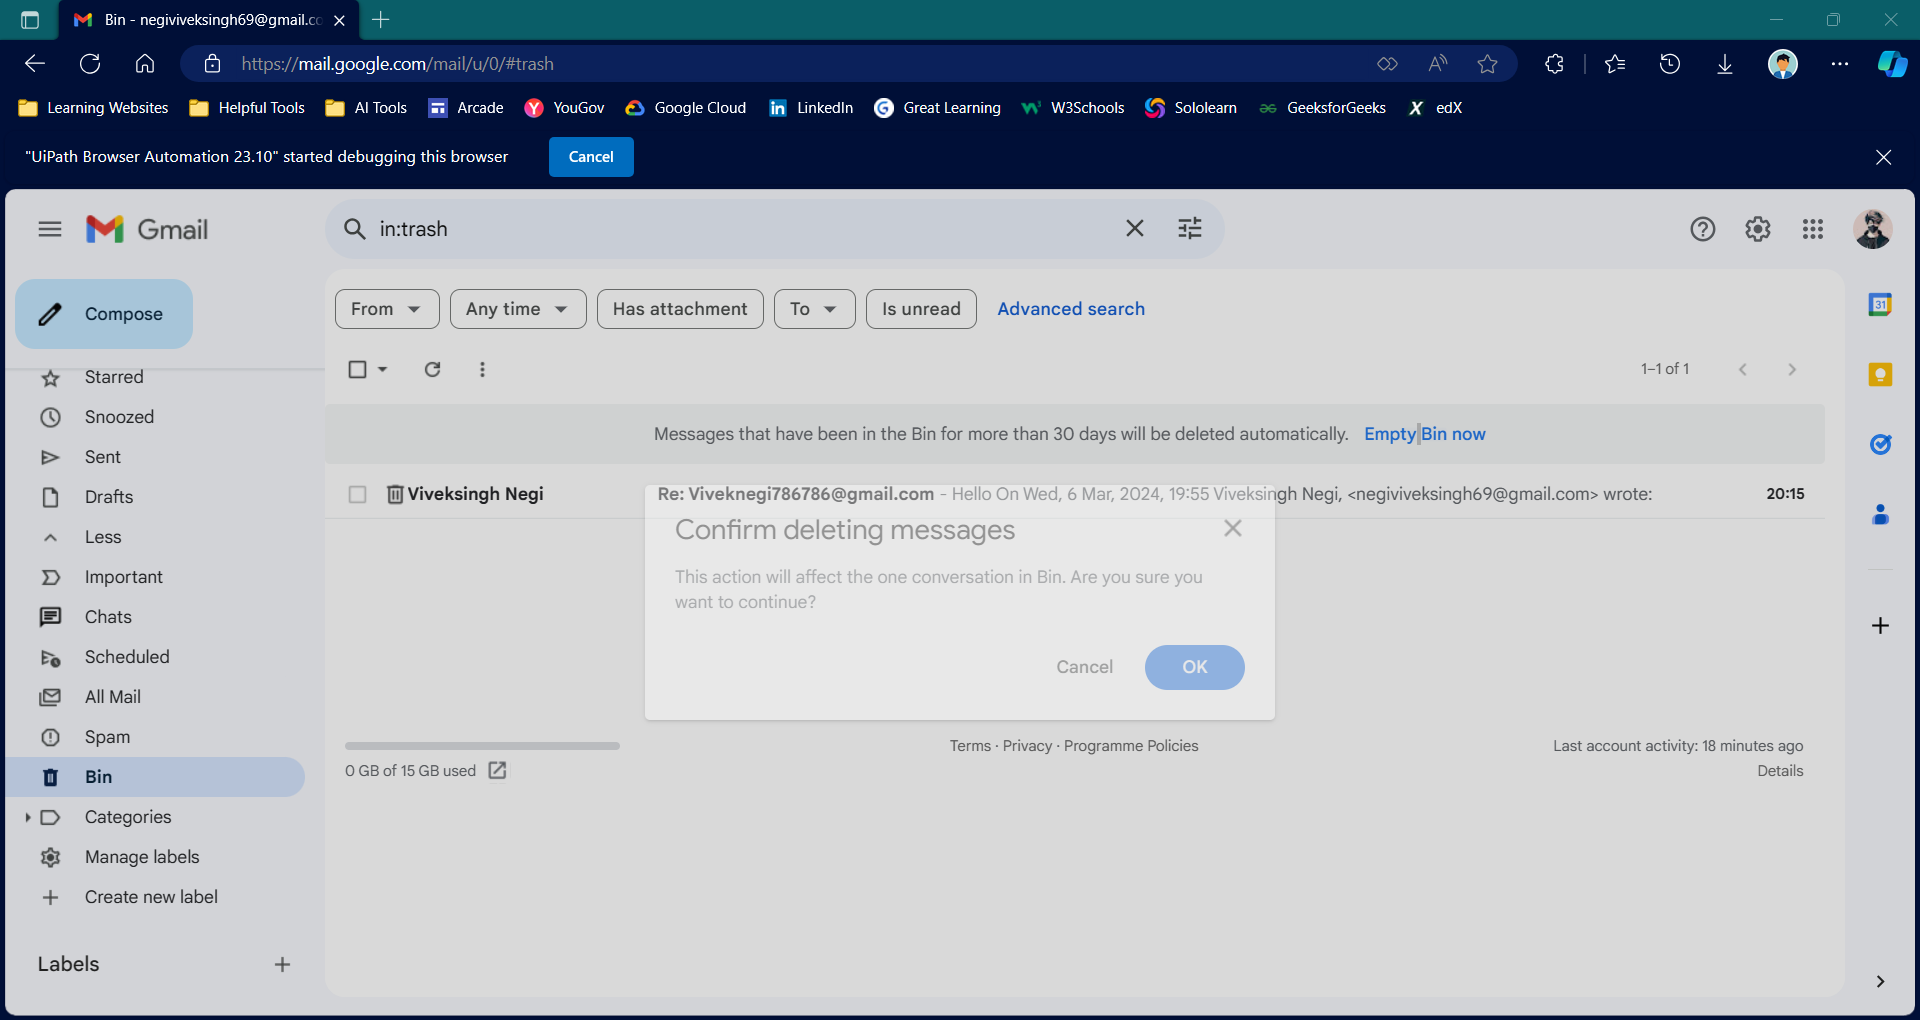 Bin - negiviveksingh69@gmail.co
https://mail.google.com/mail/u/0/#trash
Learning Websites Helpful Tools AI Tools Arcade YouGov Google Cloud LinkedIn Great Learning W3Schools Sololearn GeeksforGeeks edX
"UiPath Browser Automation 23.10" started debugging this browser Cancel
Gmail in:trash
Compose
From Any time Has attachment To Is unread Advanced search
1–1 of 1
Starred
Snoozed
Sent
Drafts
Less
Important
Chats
Scheduled
All Mail
Spam
Bin
Categories
Manage labels
Create new label
Labels
Messages that have been in the Bin for more than 30 days will be deleted automatically. Empty Bin now
Viveksingh Negi Re: Viveknegi786786@gmail.com - Hello On Wed, 6 Mar, 2024, 19:55 Viveksingh Negi, <negiviveksingh69@gmail.com> wrote: 20:15
Confirm deleting messages
This action will affect the one conversation in Bin. Are you sure you
want to continue?
Cancel OK
0 GB of 15 GB used
Terms · Privacy · Programme Policies
Last account activity: 18 minutes ago
Details
31